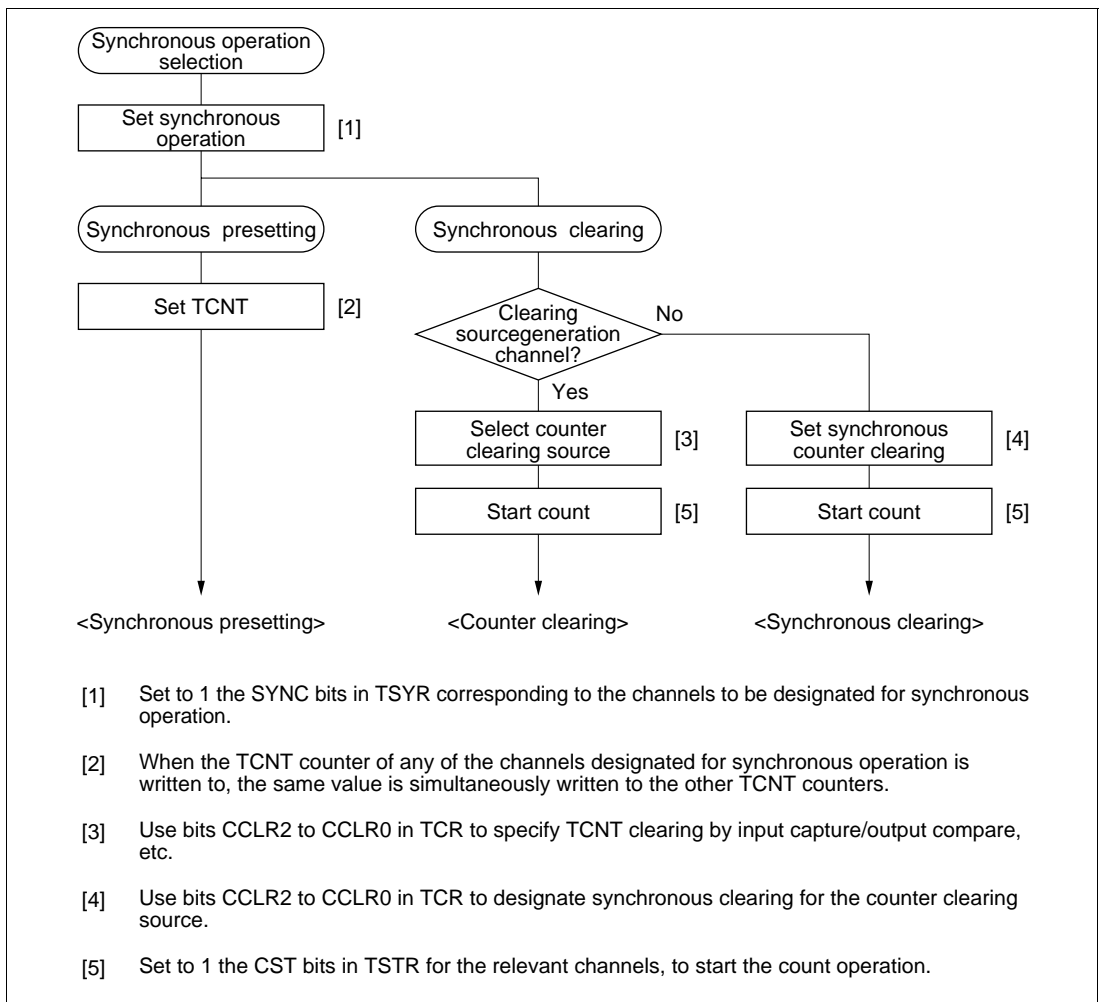 Synchronous operation
selection
Set synchronous
operation
[1]
Synchronous presetting
Synchronous clearing
Set TCNT
[2]
Clearing
sourcegeneration
channel?
No
Yes
Select counter
clearing source
[3]
Set synchronous
counter clearing
[4]
Start count
[5]
Start count
[5]
<Synchronous presetting>
<Counter clearing>
<Synchronous clearing>
[1] Set to 1 the SYNC bits in TSYR corresponding to the channels to be designated for synchronous
operation.
[2] When the TCNT counter of any of the channels designated for synchronous operation is
written to, the same value is simultaneously written to the other TCNT counters.
[3] Use bits CCLR2 to CCLR0 in TCR to specify TCNT clearing by input capture/output compare,
etc.
[4] Use bits CCLR2 to CCLR0 in TCR to designate synchronous clearing for the counter clearing
source.
[5] Set to 1 the CST bits in TSTR for the relevant channels, to start the count operation.